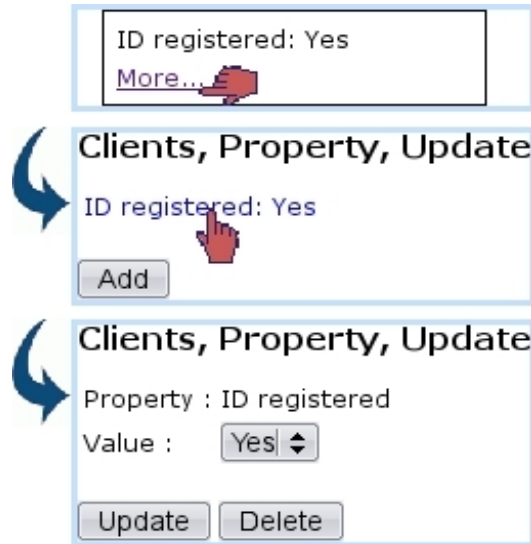 ID registered: Yes
More...
Clients, Property, Update
ID registered: Yes
Add
Clients, Property, Update
Property : ID registered
Value : Yes
Update Delete